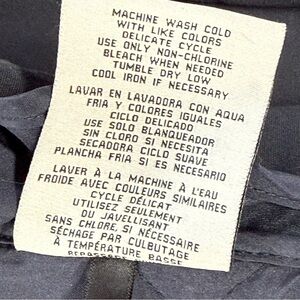 MACHINE WASH COLD
WITH LIKE COLORS
DELICATE CYCLE
USE ONLY NON-CHLORINE
BLEACH WHEN NEEDED
TUMBLE DRY LOW
COOL IRON IF NECESSARY
LAVAR EN LAVADORA CON AQUA
FRIA Y COLORES IGUALES
CICLO DELICADO
USE SOLO BLANQUEADOR
SIN CLORO SI NECESITA
SECADORA CICLO SUAVE
PLANCHA FRIA SI ES NECESARIO
LAVER À LA MACHINE À L'EAU
FROIDE AVEC COULEURS SIMILAIRES
CYCLE DÉLICAT
UTILISEZ SEULEMENT
DU JAVELLISANT
SANS CHLORE, SI NÉCESSAIRE
SÉCHAGE PAR CULBUTAGE
À TEMPÉRATURE BASSE